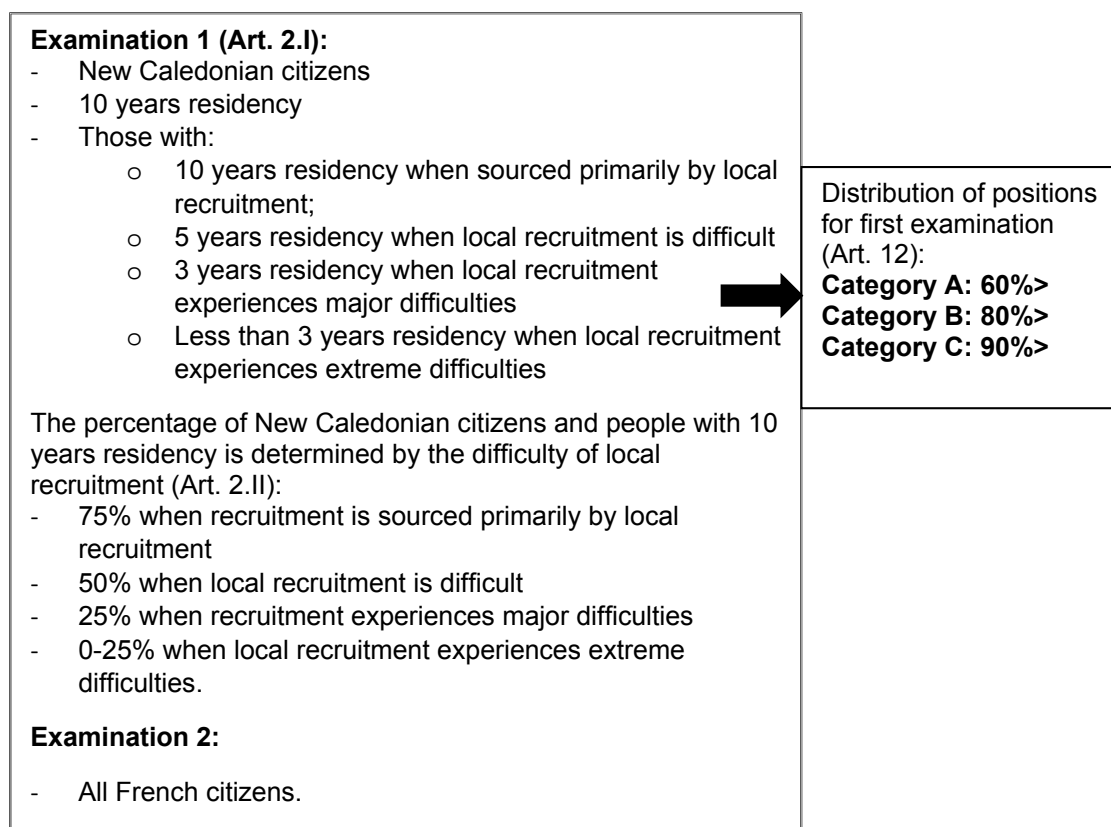 Examination 1 (Art. 2.I):
- New Caledonian citizens
- 10 years residency
- Those with:
o 10 years residency when sourced primarily by local
recruitment;
o 5 years residency when local recruitment is difficult
o 3 years residency when local recruitment
experiences major difficulties
o Less than 3 years residency when local recruitment
experiences extreme difficulties
The percentage of New Caledonian citizens and people with 10
years residency is determined by the difficulty of local
recruitment (Art. 2.II):
- 75% when recruitment is sourced primarily by local
recruitment
- 50% when local recruitment is difficult
- 25% when recruitment experiences major difficulties
- 0-25% when local recruitment experiences extreme
difficulties.
Examination 2:
- All French citizens.
Distribution of positions
for first examination
(Art. 12):
Category A: 60%>
Category B: 80%>
Category C: 90%>